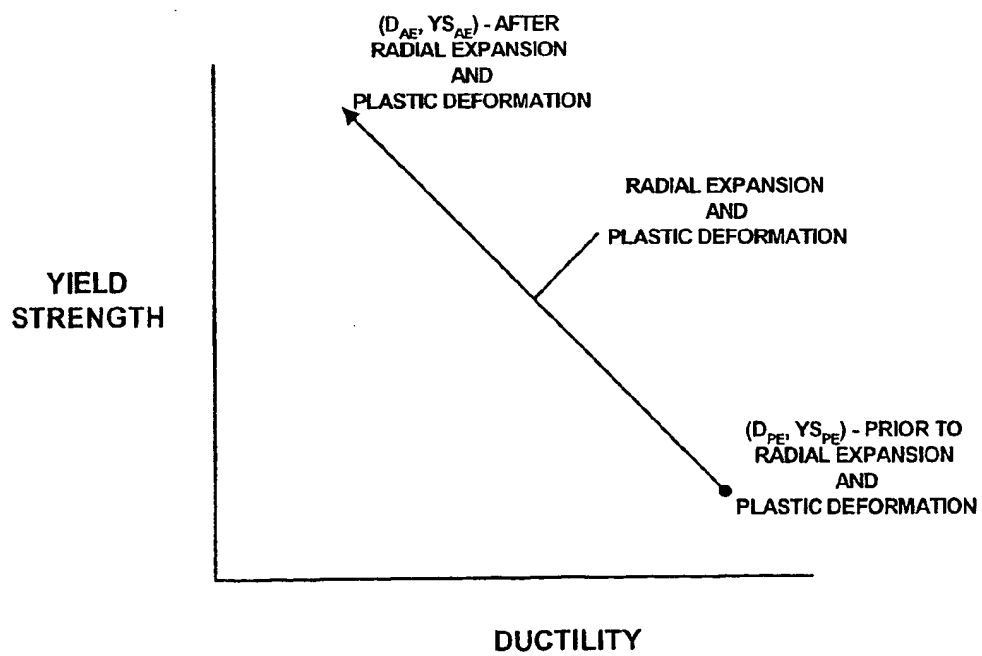 (D_AE, YS_AE) - AFTER
RADIAL EXPANSION
AND
PLASTIC DEFORMATION
RADIAL EXPANSION
AND
PLASTIC DEFORMATION
YIELD
STRENGTH
(D_PE, YS_PE) - PRIOR TO
RADIAL EXPANSION
AND
PLASTIC DEFORMATION
DUCTILITY